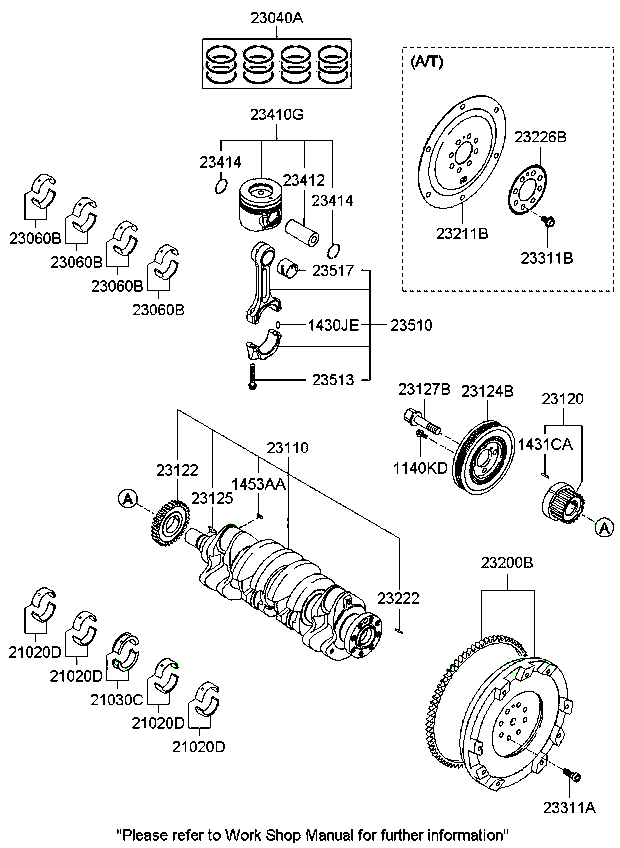 23040A
(A/T)
23410G
23226B
23414
23412
23414
23211B
23311B
23060B
23060B
23060B
23060B
23517
1430JE
23510
23513
23127B
23124B
23120
1431CA
1140KD
23110
23122
1453AA
23125
A
A
23222
23200B
21020D
21020D
21030C
21020D
21020D
23311A
"Please refer to Work Shop Manual for further information"